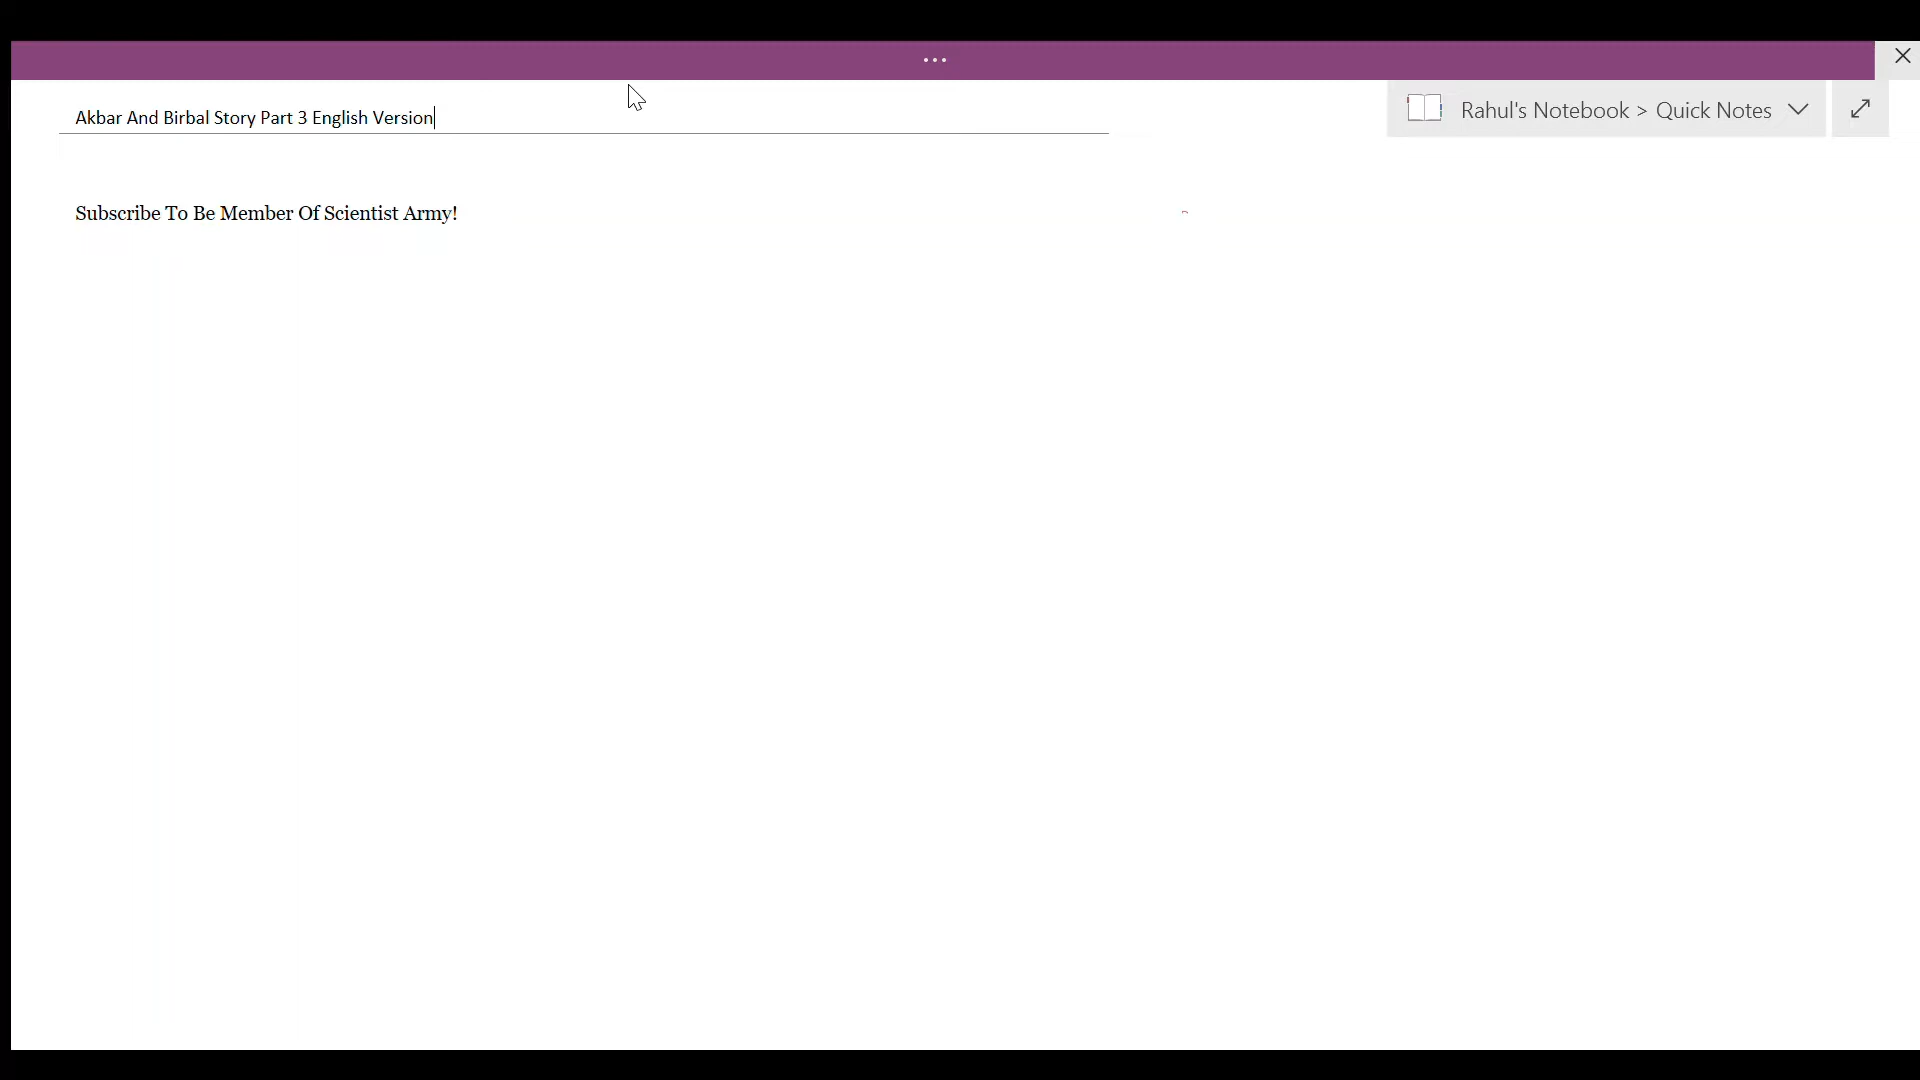 Akbar And Birbal Story Part 3 English Version
Rahul's Notebook > Quick Notes
Subscribe To Be Member Of Scientist Army!